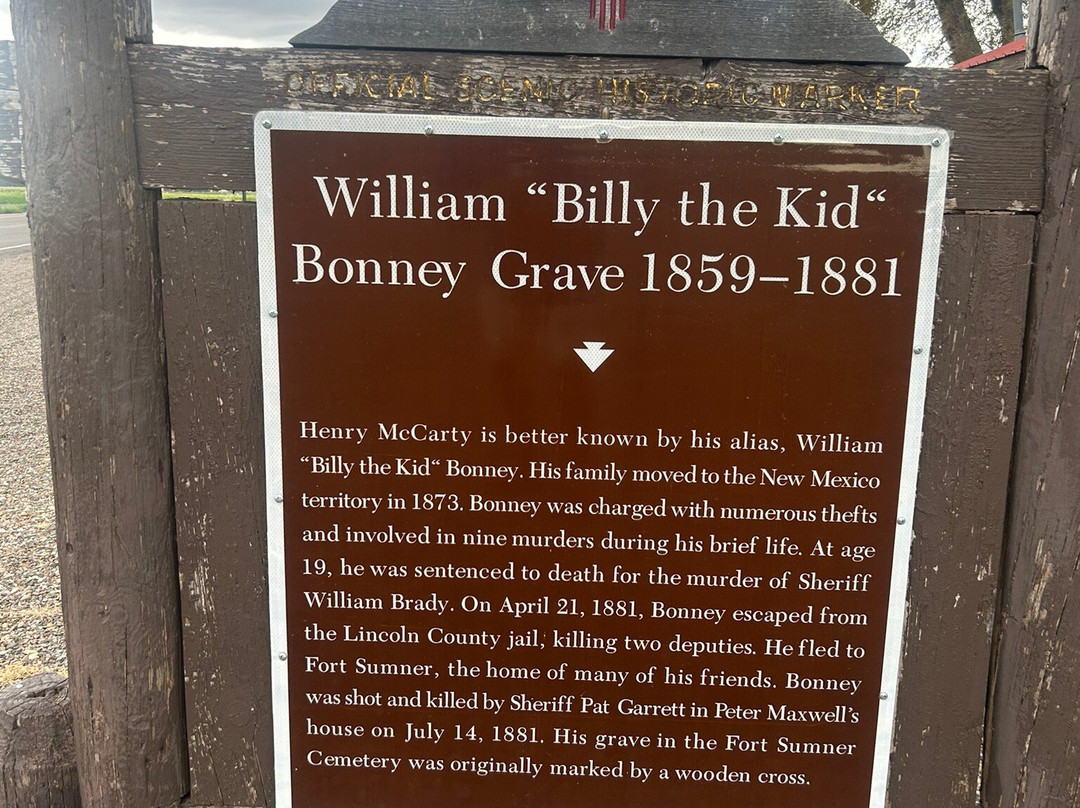 OFFICIAL SCENIC HISTORIC MARKER
William “Billy the Kid“
Bonney Grave 1859–1881
Henry McCarty is better known by his alias, William
“Billy the Kid“ Bonney. His family moved to the New Mexico
territory in 1873. Bonney was charged with numerous thefts
and involved in nine murders during his brief life. At age
19, he was sentenced to death for the murder of Sheriff
William Brady. On April 21, 1881, Bonney escaped from
the Lincoln County jail, killing two deputies. He fled to
Fort Sumner, the home of many of his friends. Bonney
was shot and killed by Sheriff Pat Garrett in Peter Maxwell’s
house on July 14, 1881. His grave in the Fort Sumner
Cemetery was originally marked by a wooden cross.